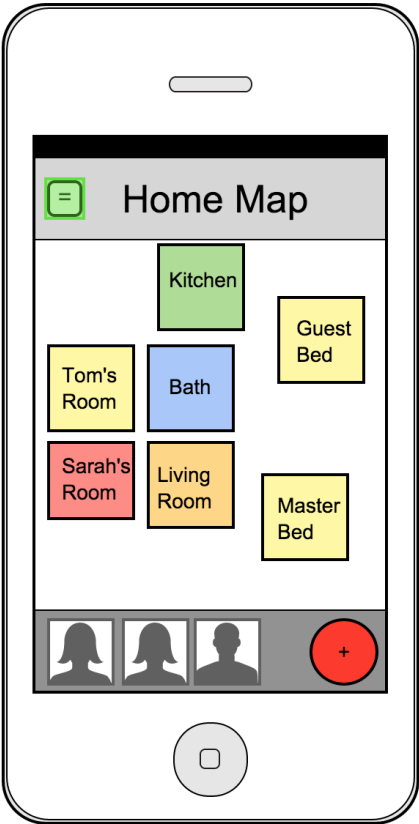 =
Home Map
Kitchen
Guest
Bed
Tom's
Room
Bath
Sarah's
Room
Living
Room
Master
Bed
+